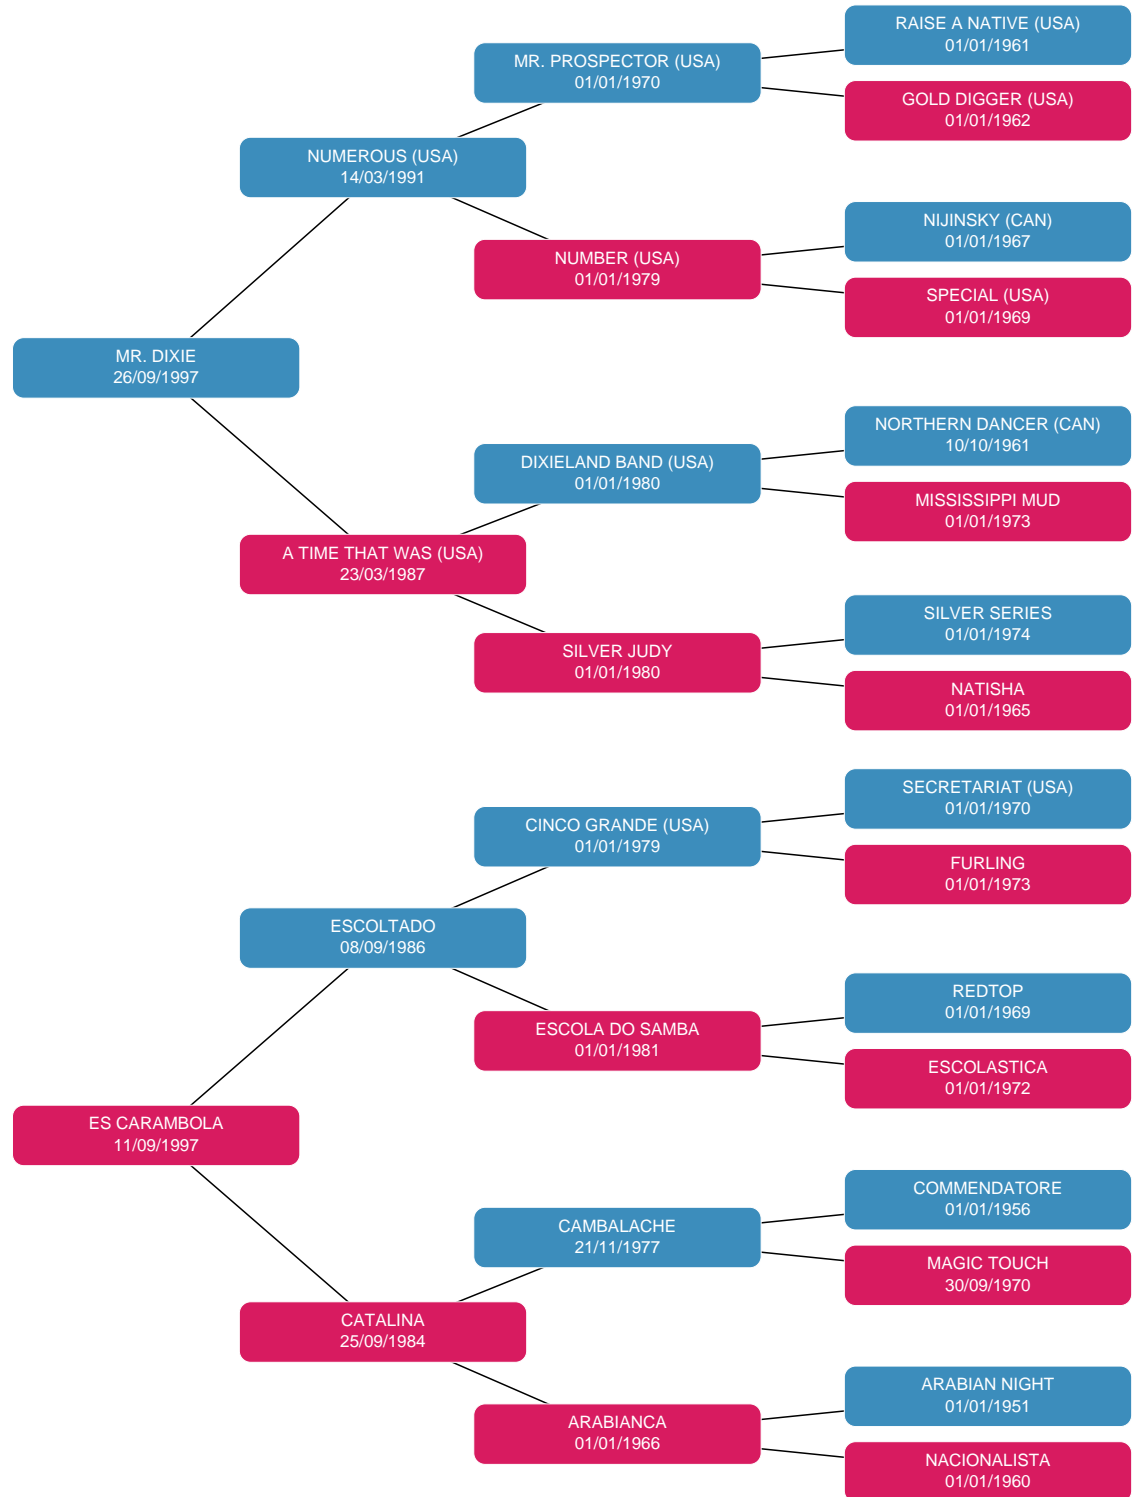 RAISE A NATIVE (USA)
01/01/1961
MR. PROSPECTOR (USA)
01/01/1970
GOLD DIGGER (USA)
01/01/1962
NUMEROUS (USA)
14/03/1991
NIJINSKY (CAN)
01/01/1967
NUMBER (USA)
01/01/1979
SPECIAL (USA)
01/01/1969
MR. DIXIE
26/09/1997
NORTHERN DANCER (CAN)
10/10/1961
DIXIELAND BAND (USA)
01/01/1980
MISSISSIPPI MUD
01/01/1973
A TIME THAT WAS (USA)
23/03/1987
SILVER SERIES
01/01/1974
SILVER JUDY
01/01/1980
NATISHA
01/01/1965
SECRETARIAT (USA)
01/01/1970
CINCO GRANDE (USA)
01/01/1979
FURLING
01/01/1973
ESCOLTADO
08/09/1986
REDTOP
01/01/1969
ESCOLA DO SAMBA
01/01/1981
ESCOLASTICA
01/01/1972
ES CARAMBOLA
11/09/1997
COMMENDATORE
01/01/1956
CAMBALACHE
21/11/1977
MAGIC TOUCH
30/09/1970
CATALINA
25/09/1984
ARABIAN NIGHT
01/01/1951
ARABIANCA
01/01/1966
NACIONALISTA
01/01/1960